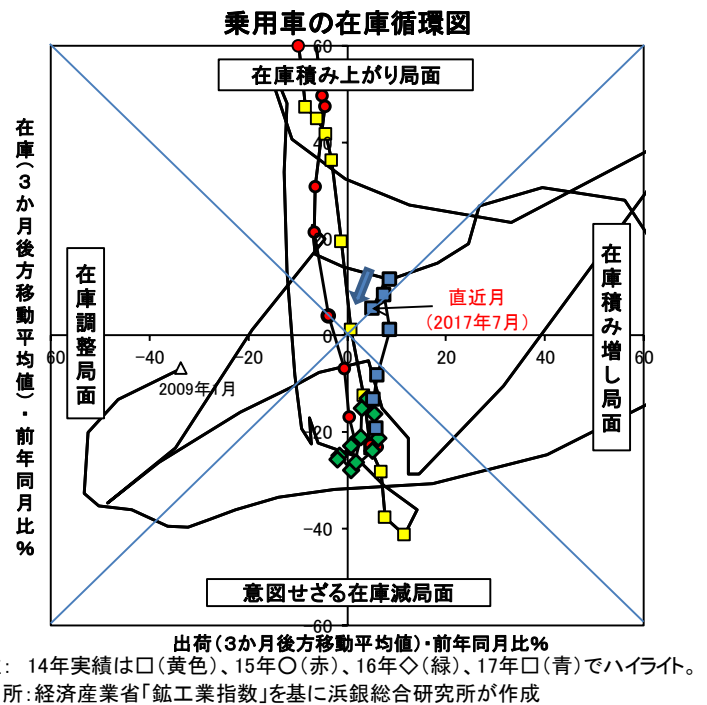 乗用車の在庫循環図
60
在庫積み上がり局面
40
在庫(3か月後方移動平均値)・前年同月比%
20
在庫調整局面
在庫積み増し局面
直近月
(2017年7月)
0
-60
-40
-20
0
20
40
60
2009年1月
-20
-40
意図せざる在庫減局面
-60
出荷(3か月後方移動平均値)・前年同月比%
: 14年実績は□(黄色)、15年○(赤)、16年◇(緑)、17年□(青)でハイライト。
所:経済産業省「鉱工業指数」を基に浜銀総合研究所が作成